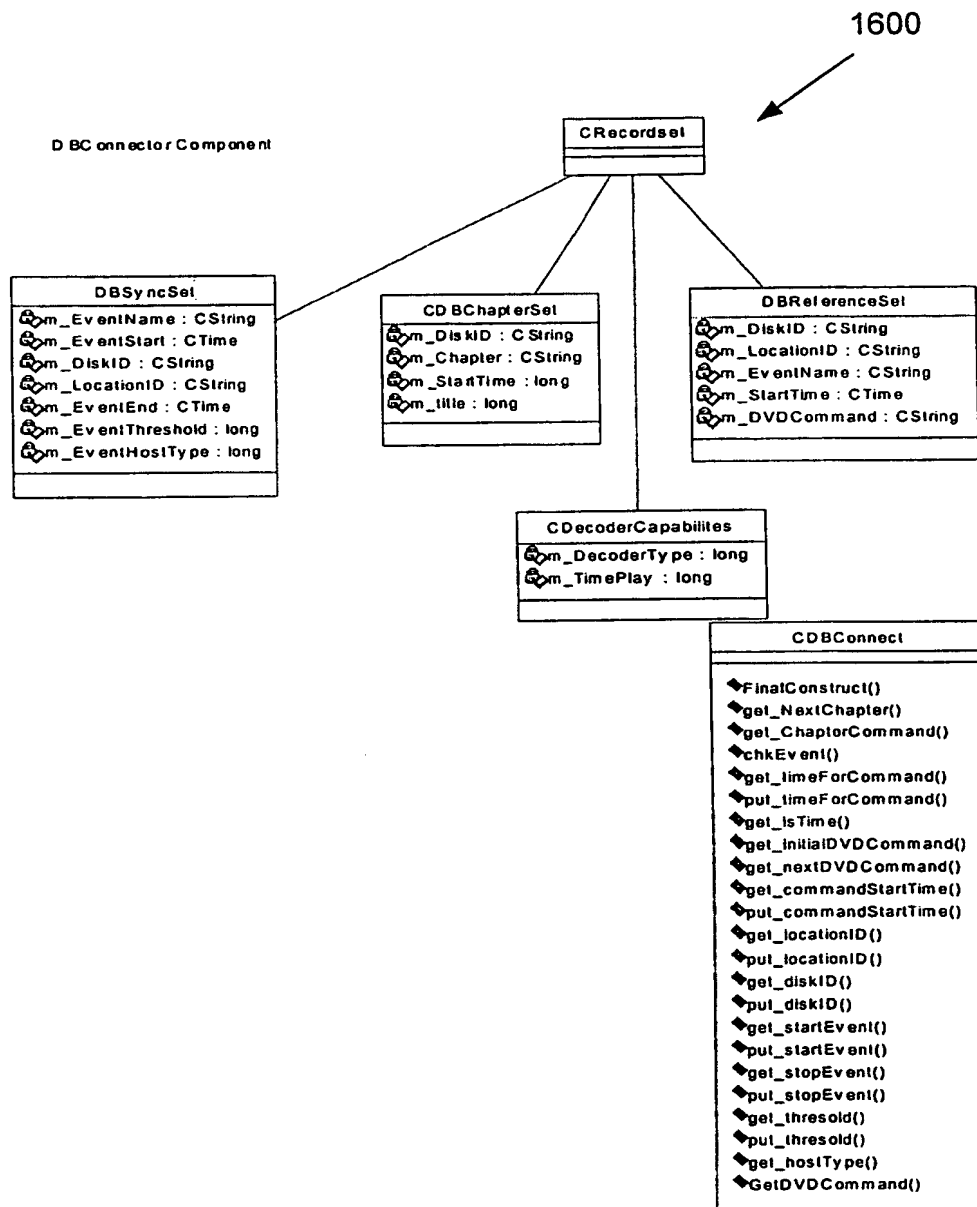 1600
DBConnector Component
CRecordset
DBSyncSet
m_EventName : CString
m_EventStart : CTime
m_DiskID : CString
m_LocationID : CString
m_EventEnd : CTime
m_EventThreshold : long
m_EventHostType : long
CDBChapterSet
m_DiskID : CString
m_Chapter : CString
m_StartTime : long
m_title : long
DBReferenceSet
m_DiskID : CString
m_LocationID : CString
m_EventName : CString
m_StartTime : CTime
m_DVDCommand : CString
CDecoderCapabilites
m_DecoderType : long
m_TimePlay : long
CDBConnect
FinalConstruct()
get_NextChapter()
get_ChaptorCommand()
chkEvent()
get_timeForCommand()
put_timeForCommand()
get_IsTime()
get_initialDVDCommand()
get_nextDVDCommand()
get_commandStartTime()
put_commandStartTime()
get_locationID()
put_locationID()
get_diskID()
put_diskID()
get_startEvent()
put_startEvent()
get_stopEvent()
put_stopEvent()
get_thresold()
put_thresold()
get_hostType()
GetDVDCommand()